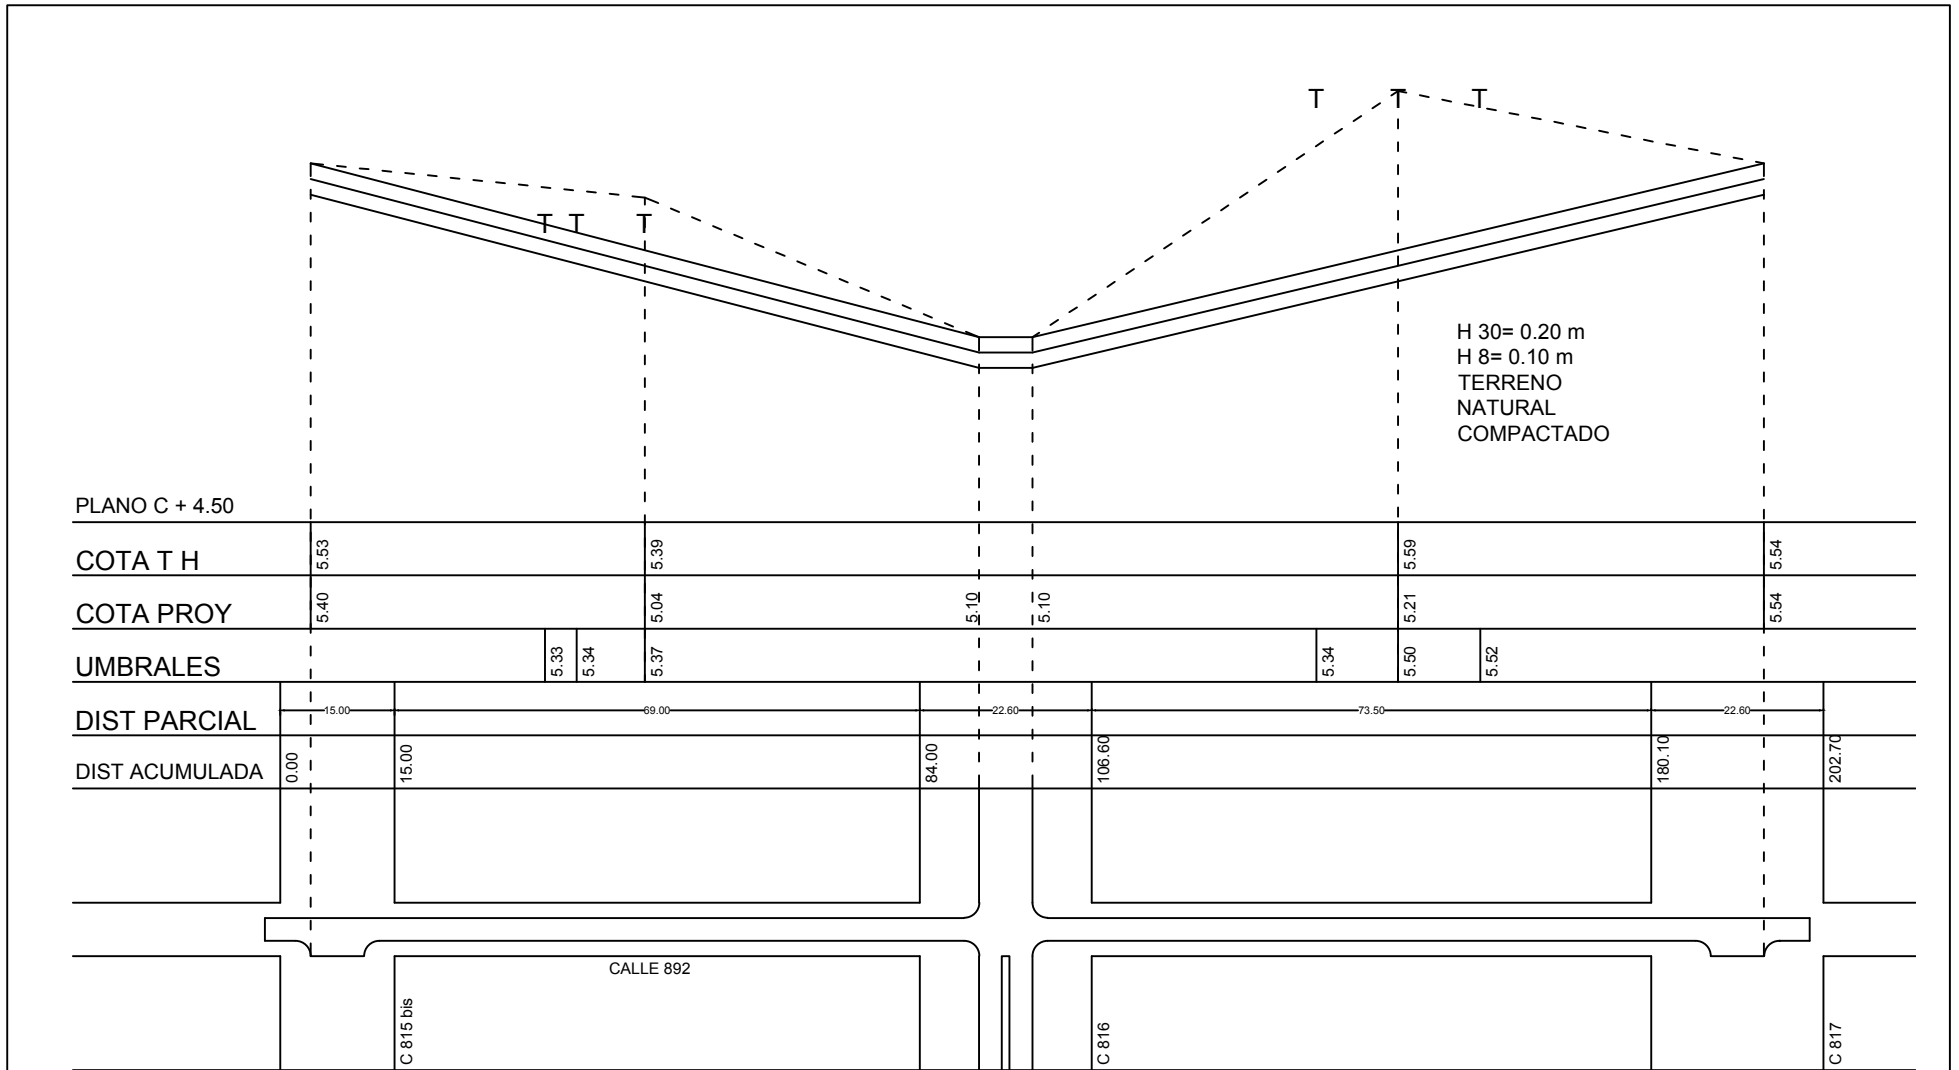 T T T
T T T
H 30= 0.20 m
H 8= 0.10 m
TERRENO
NATURAL
COMPACTADO
PLANO C + 4.50
COTA T H 5.53 5.39 5.59 5.54
COTA PROY 5.40 5.04 5.10 5.10 5.21 5.54
UMBRALES 5.33 5.34 5.37 5.34 5.50 5.52
DIST PARCIAL 15.00 69.00 22.60 73.50 22.60
DIST ACUMULADA 0.00 15.00 84.00 106.60 180.10 202.70
CALLE 892
C 815 bis
C 816
C 817